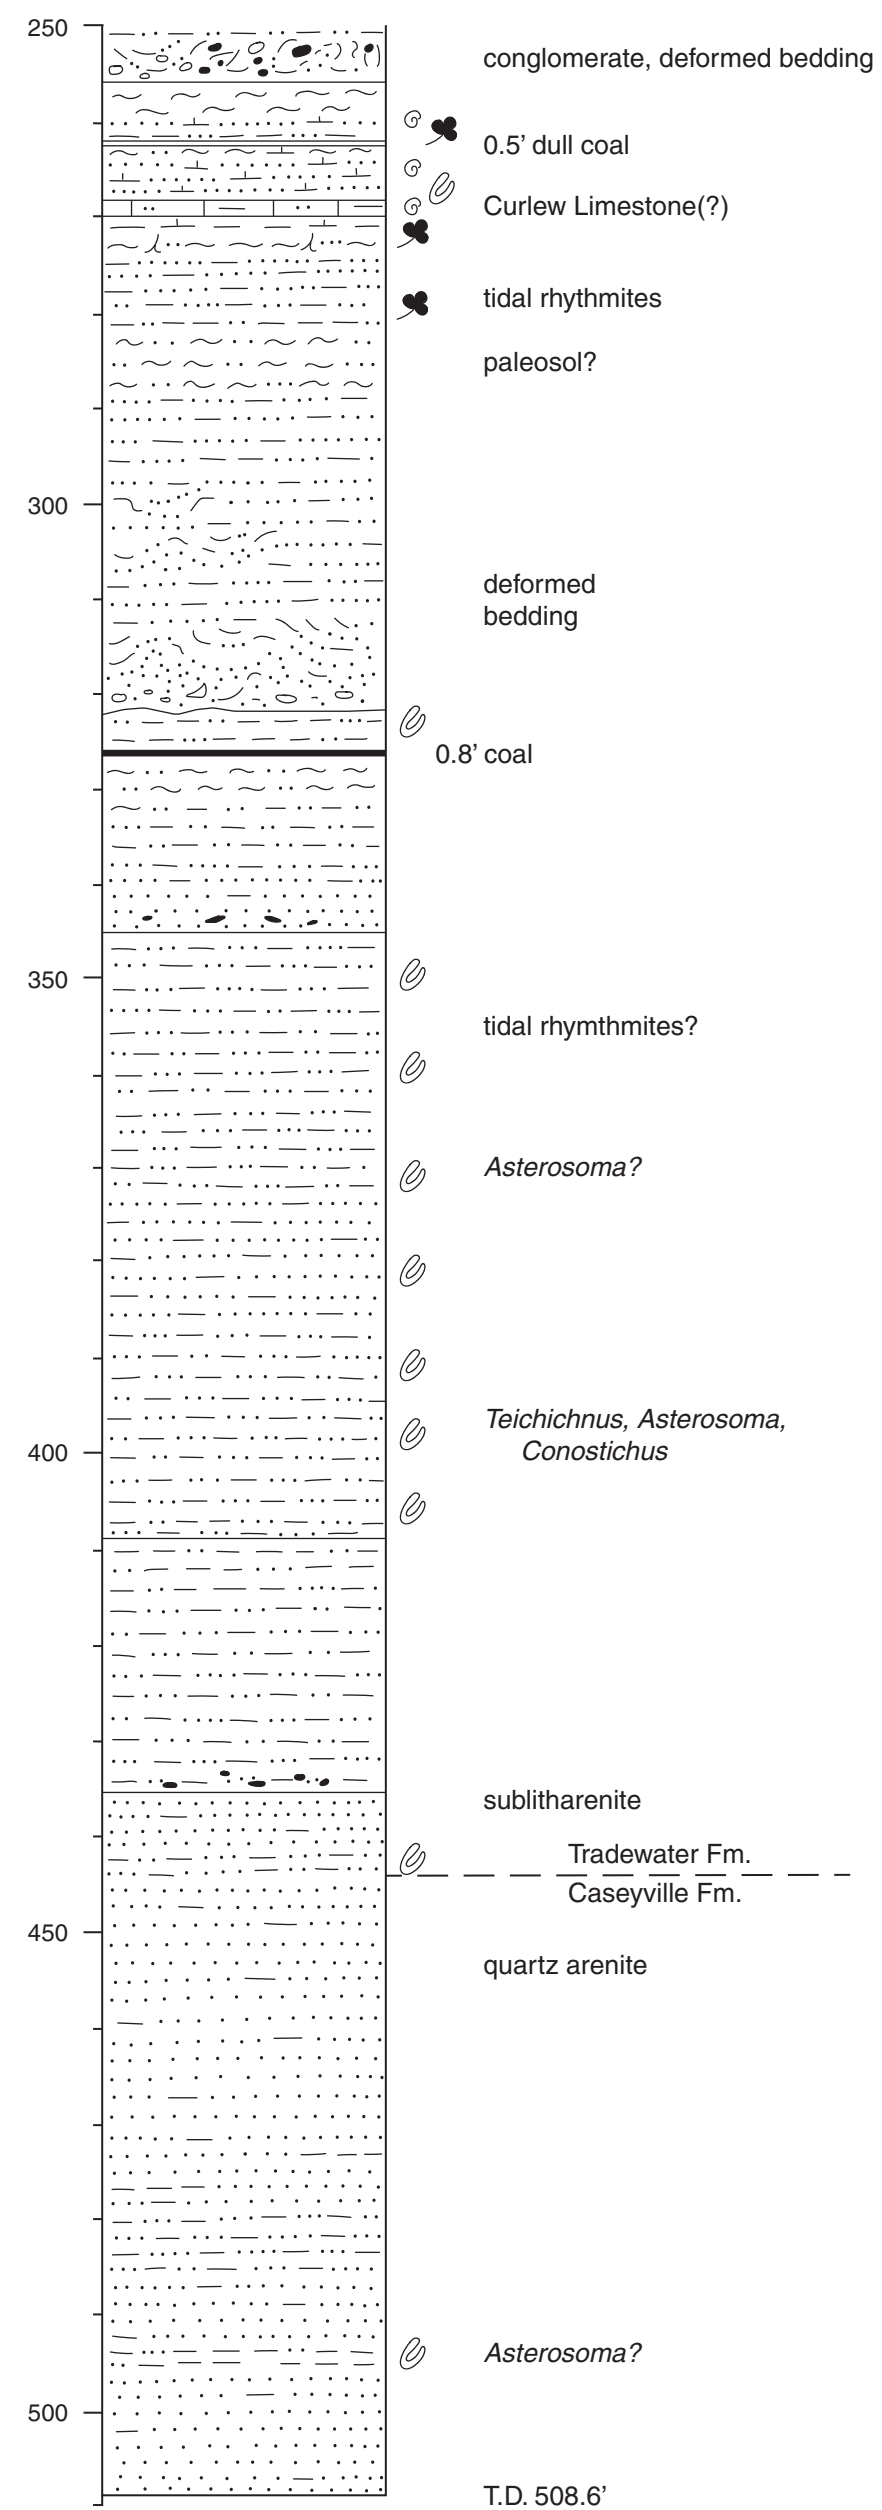 250
conglomerate, deformed bedding
0.5’ dull coal
Curlew Limestone(?)
tidal rhythmites
paleosol?
300
deformed
bedding
0.8’ coal
350
tidal rhymthmites?
Asterosoma?
Teichichnus, Asterosoma,
Conostichus
400
sublitharenite
Tradewater Fm.
Caseyville Fm.
450
quartz arenite
Asterosoma?
500
T.D. 508.6’